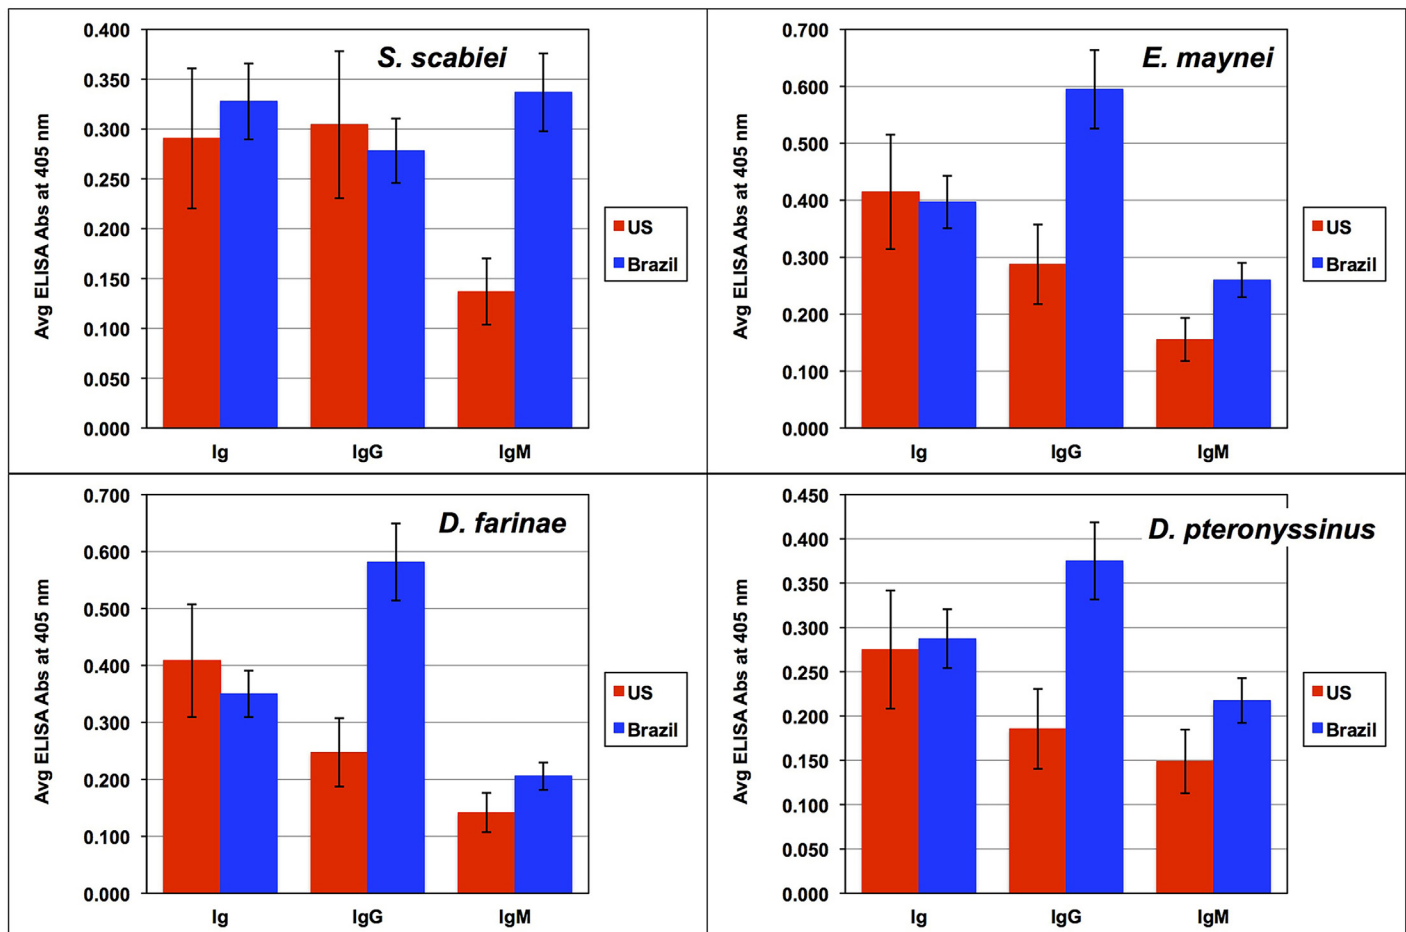 S. scabiei
Avg ELISA Abs at 405 nm
0.400
0.350
0.300
0.250
0.200
0.150
0.100
0.050
0.000
Ig IgG IgM
US
Brazil
E. maynei
Avg ELISA Abs at 405 nm
0.700
0.600
0.500
0.400
0.300
0.200
0.100
0.000
Ig IgG IgM
US
Brazil
D. farinae
Avg ELISA Abs at 405 nm
0.700
0.600
0.500
0.400
0.300
0.200
0.100
0.000
Ig IgG IgM
US
Brazil
D. pteronyssinus
Avg ELISA Abs at 405 nm
0.450
0.400
0.350
0.300
0.250
0.200
0.150
0.100
0.050
0.000
Ig IgG IgM
US
Brazil